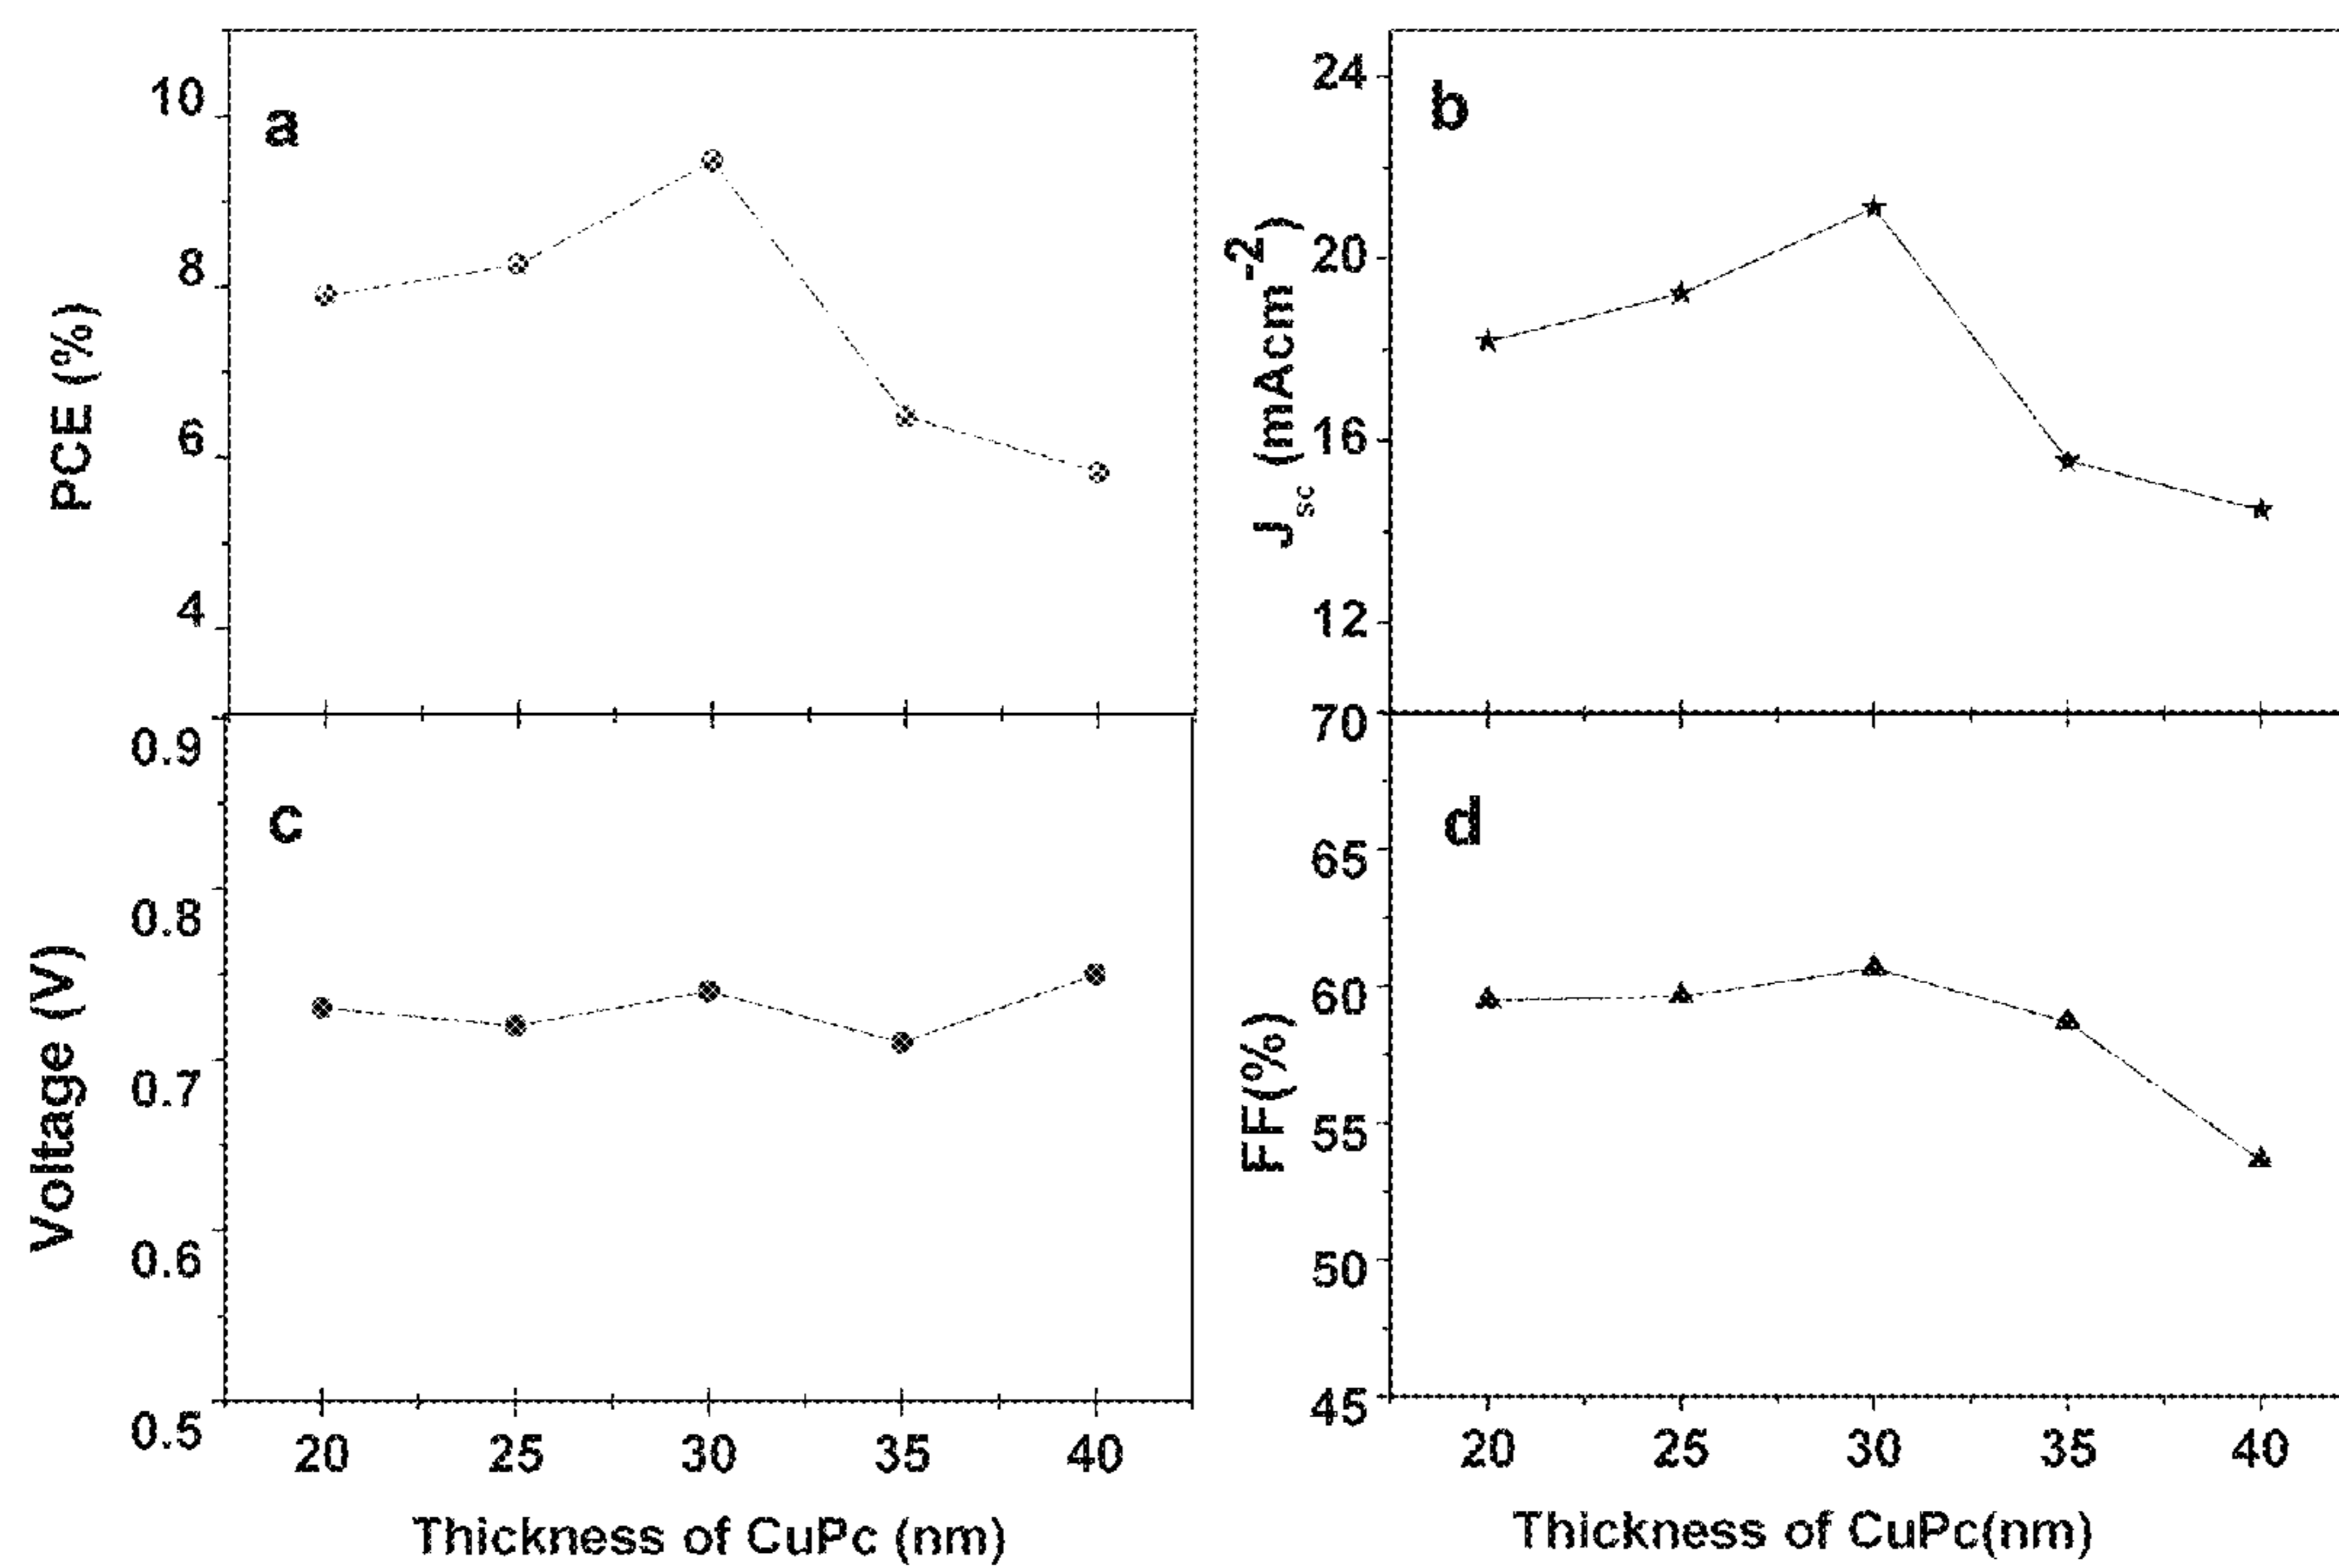 a
PCE (%)
10
8
6
4
b
J_sc (mAcm^-2)
24
20
16
12
c
Voltage (V)
0.9
0.8
0.7
0.6
0.5
20 25 30 35 40
Thickness of CuPc (nm)
d
FF(%)
70
65
60
55
50
45
20 25 30 35 40
Thickness of CuPc(nm)